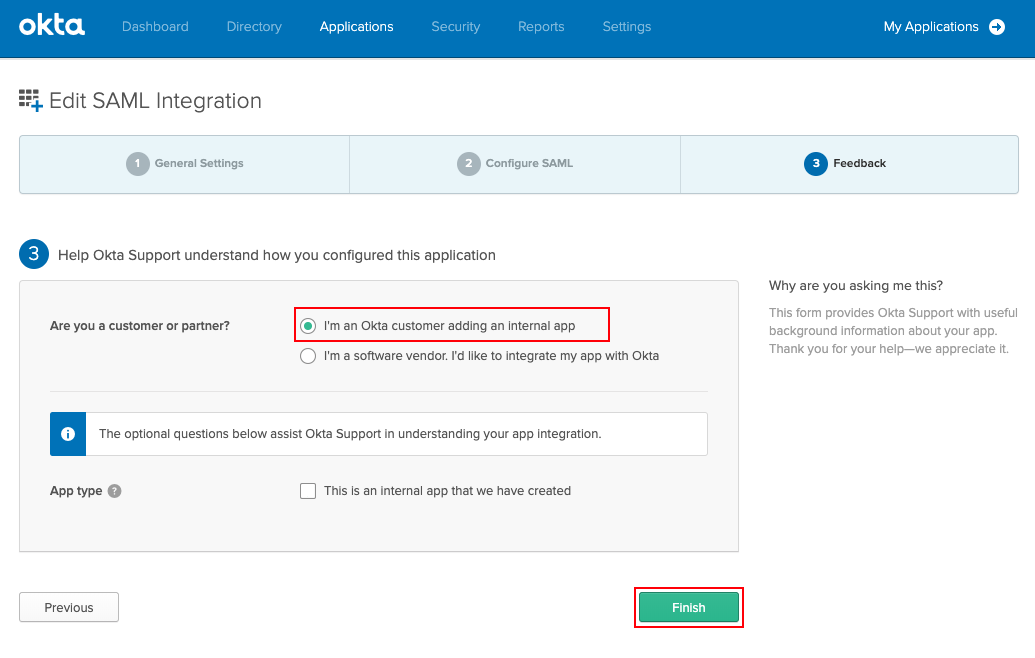 okta
Dashboard Directory Applications Security Reports Settings My Applications
Edit SAML Integration
1 General Settings 2 Configure SAML 3 Feedback
3 Help Okta Support understand how you configured this application
Why are you asking me this?
This form provides Okta Support with useful
background information about your app.
Thank you for your help—we appreciate it.
Are you a customer or partner? I'm an Okta customer adding an internal app
I'm a software vendor. I'd like to integrate my app with Okta
i The optional questions below assist Okta Support in understanding your app integration.
App type ? This is an internal app that we have created
Previous Finish